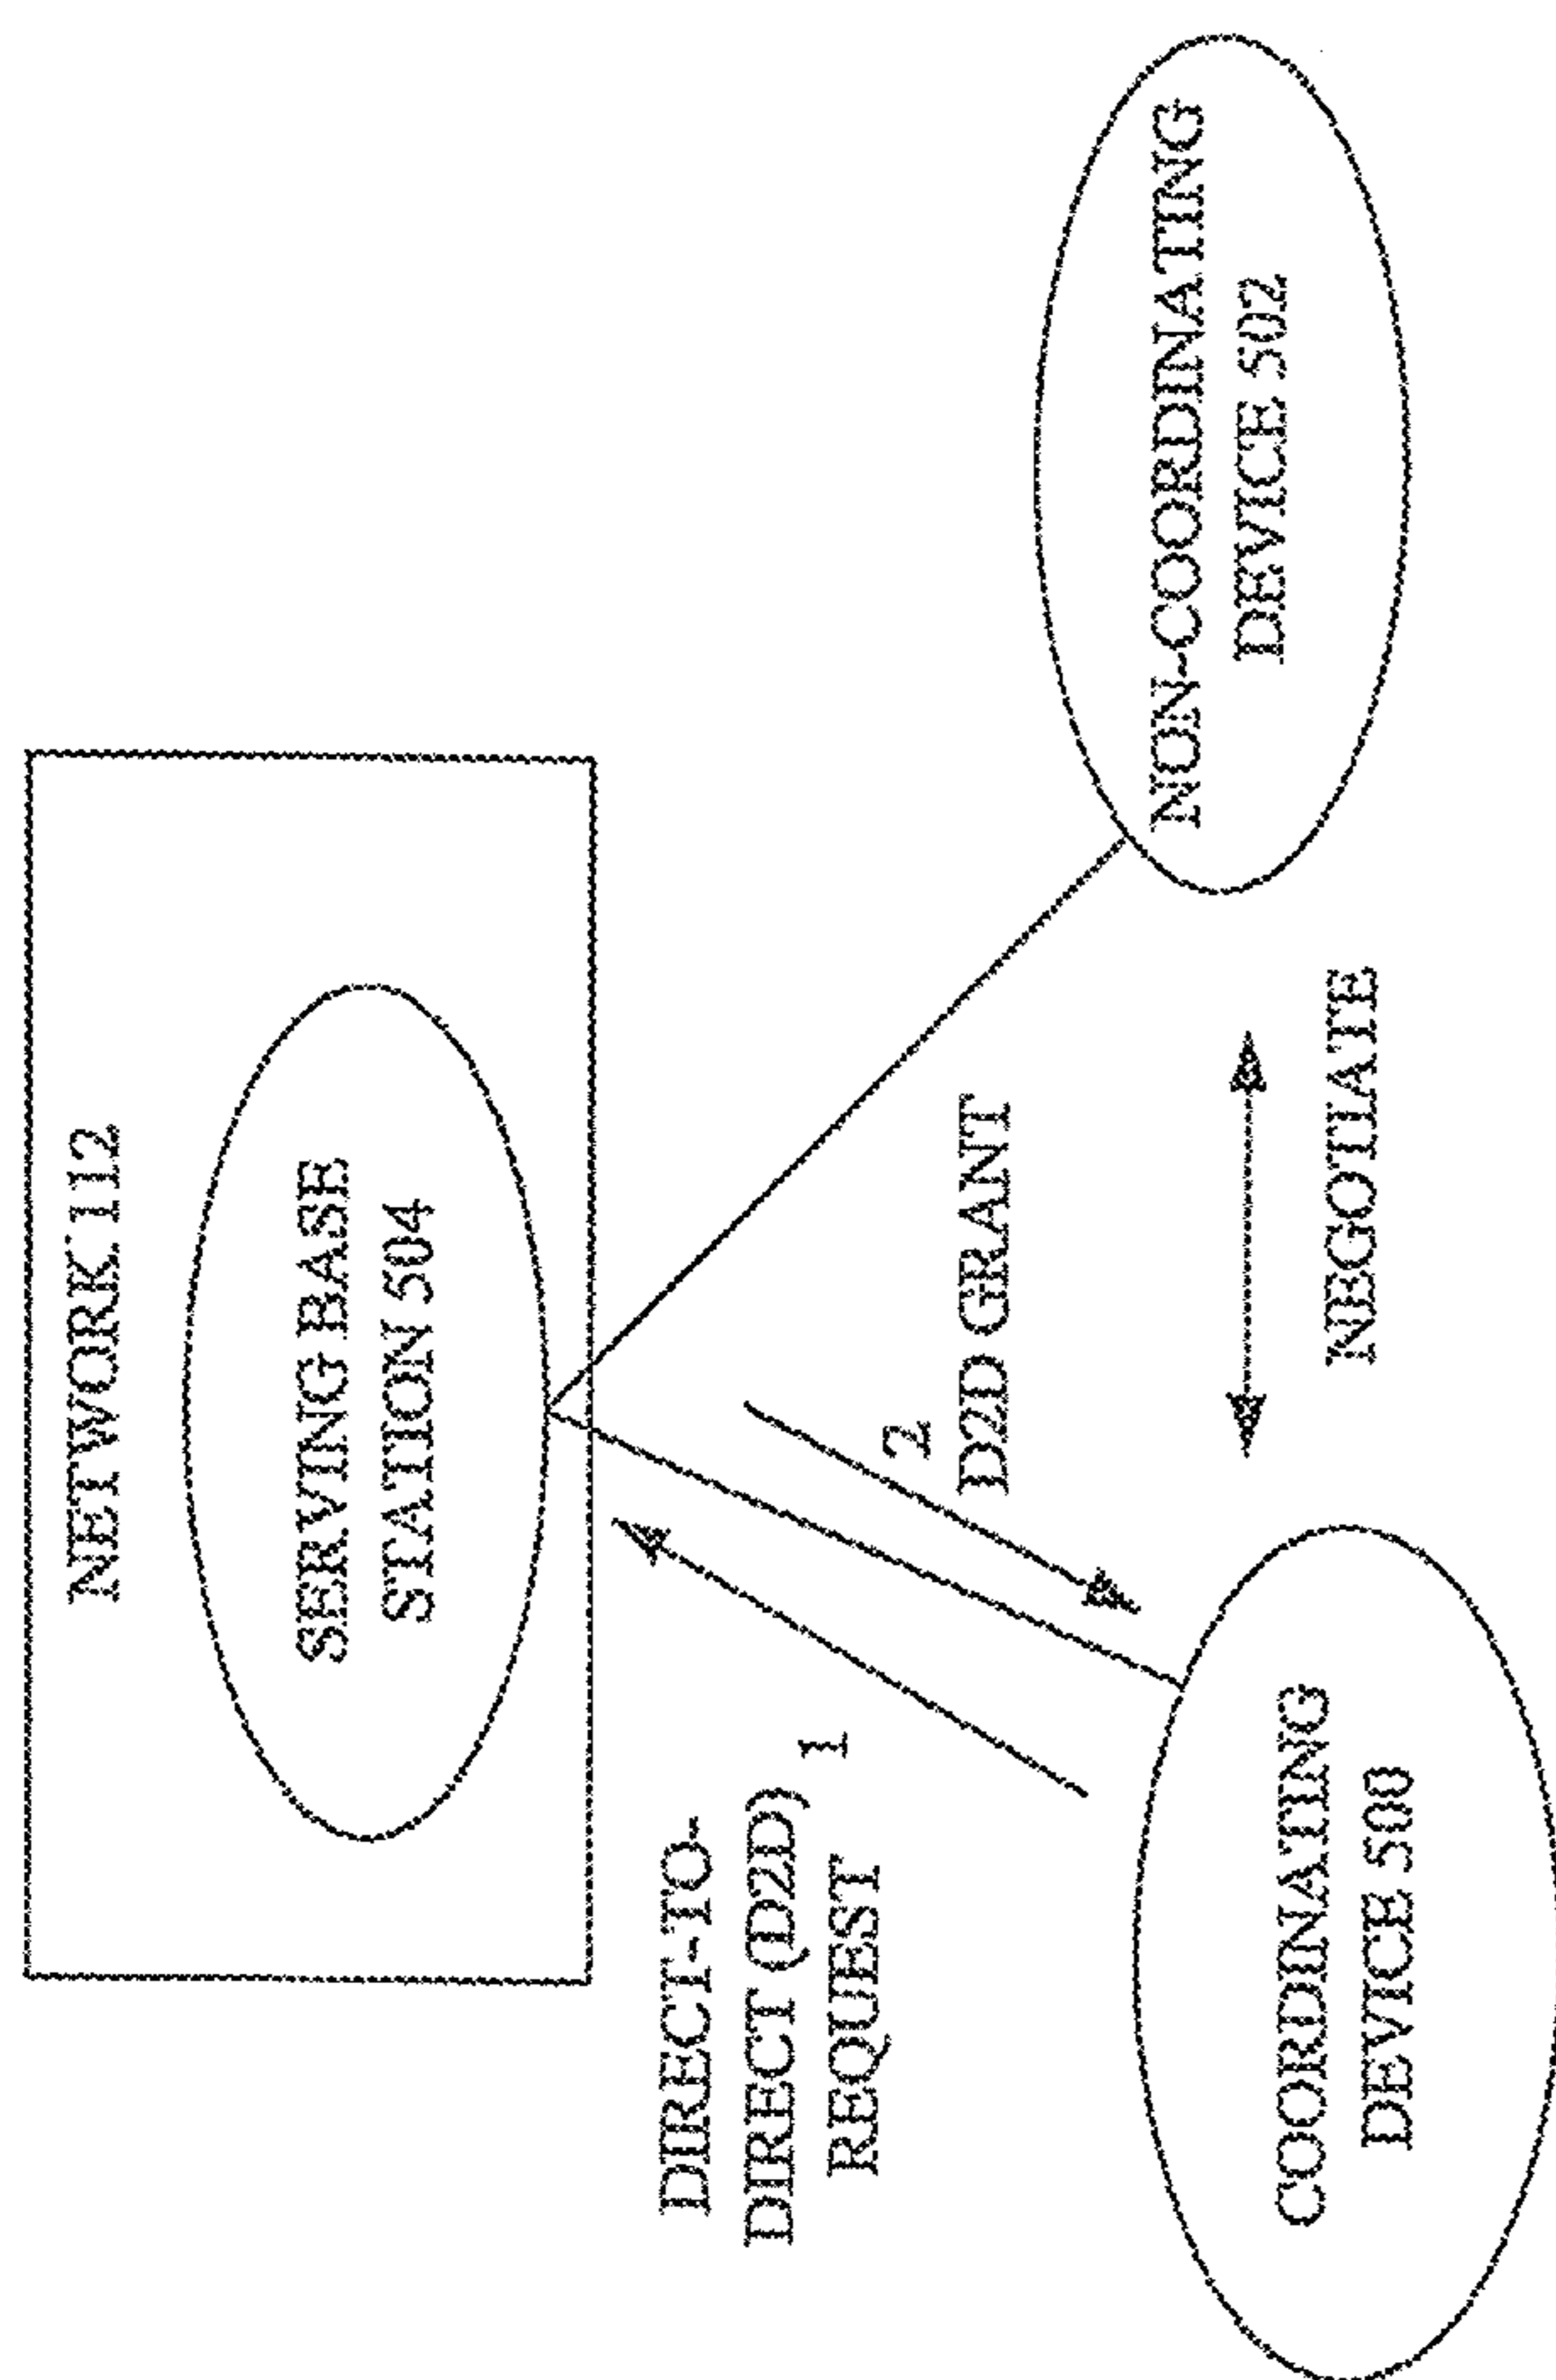 NETWORK 112
SERVING BASE
STATION 504
DIRECT-TO-
DIRECT (D2D)
REQUEST
1
2
D2D GRANT
NEGOTIATE
COORDINATING
DEVICE 500
NON-COORDINATING
DEVICE 502